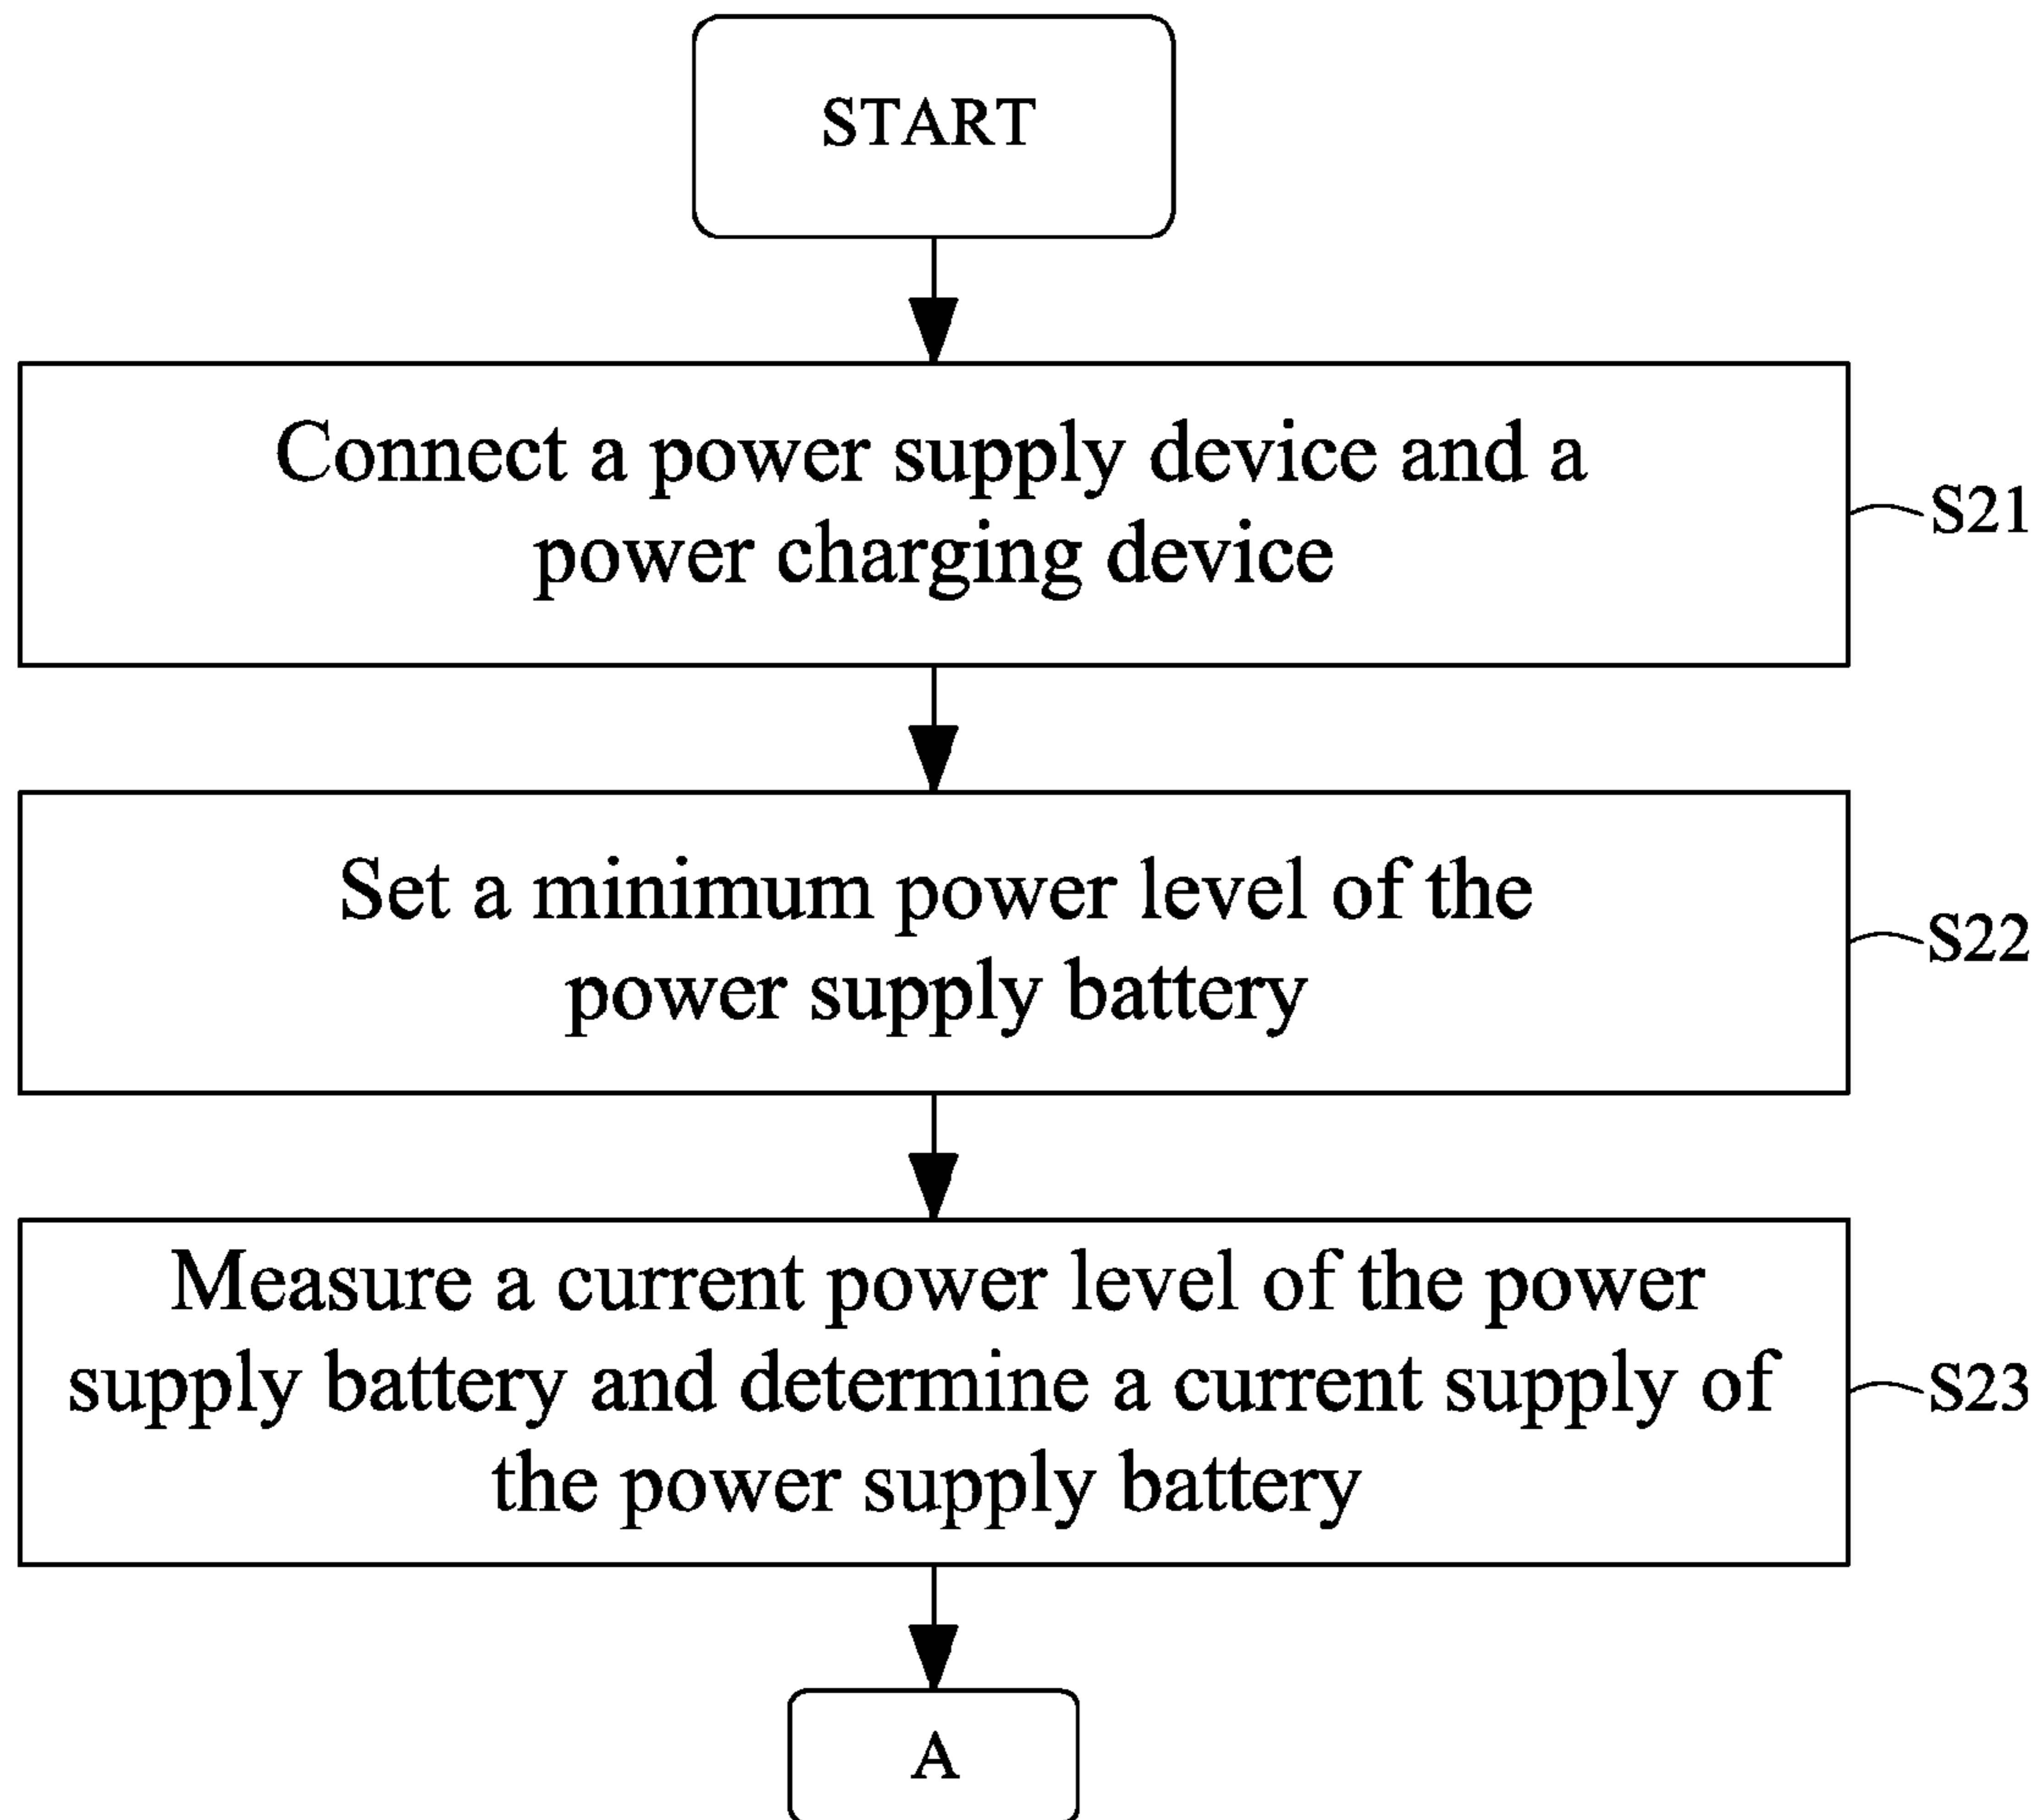 START
Connect a power supply device and a
power charging device
S21
Set a minimum power level of the
power supply battery
S22
Measure a current power level of the power
supply battery and determine a current supply of
the power supply battery
S23
A